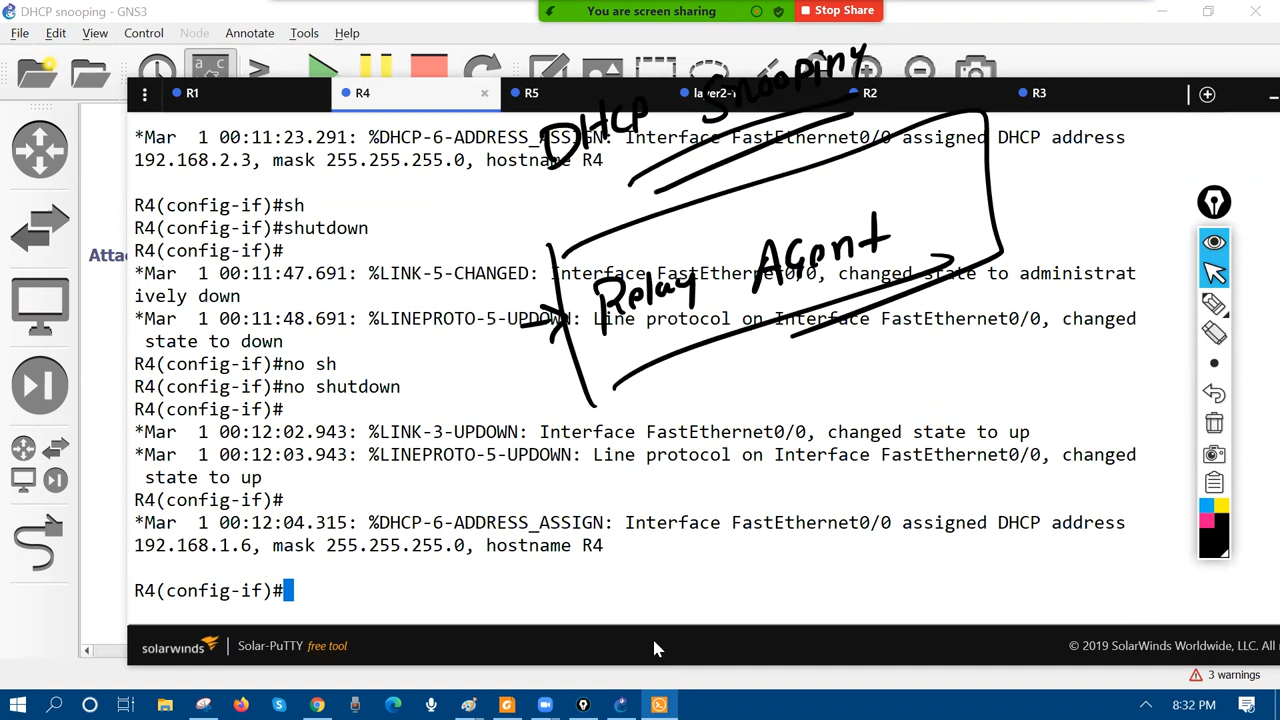 DHCP snooping - GNS3
You are screen sharing
Stop Share
File Edit View Control Node Annotate Tools Help
R1 R4 × R5 layer2-1 R2 R3
DHCP Snooping
*Mar 1 00:11:23.291: %DHCP-6-ADDRESS_ASSIGN: Interface FastEthernet0/0 assigned DHCP address
192.168.2.3, mask 255.255.255.0, hostname R4
R4(config-if)#sh
R4(config-if)#shutdown
R4(config-if)#
Attac
Relay Agent
*Mar 1 00:11:47.691: %LINK-5-CHANGED: Interface FastEthernet0/0, changed state to administrat
ively down
*Mar 1 00:11:48.691: %LINEPROTO-5-UPDOWN: Line protocol on Interface FastEthernet0/0, changed
state to down
R4(config-if)#no sh
R4(config-if)#no shutdown
R4(config-if)#
*Mar 1 00:12:02.943: %LINK-3-UPDOWN: Interface FastEthernet0/0, changed state to up
*Mar 1 00:12:03.943: %LINEPROTO-5-UPDOWN: Line protocol on Interface FastEthernet0/0, changed
state to up
R4(config-if)#
*Mar 1 00:12:04.315: %DHCP-6-ADDRESS_ASSIGN: Interface FastEthernet0/0 assigned DHCP address
192.168.1.6, mask 255.255.255.0, hostname R4
R4(config-if)#
solarwinds Solar-PuTTY free tool © 2019 SolarWinds Worldwide, LLC. All
3 warnings
8:32 PM